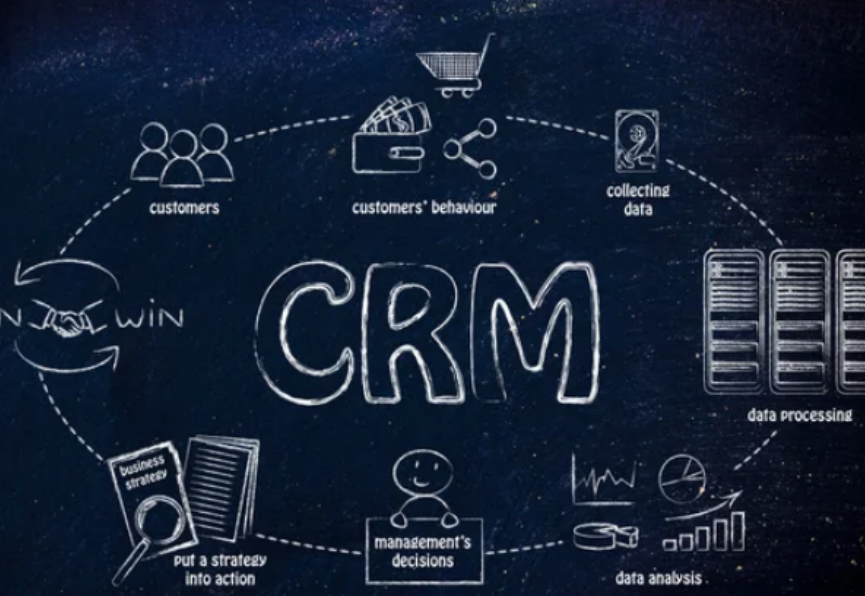 customers
customers' behaviour
collecting
data
CRM
WIN
data processing
business
strategy
put a strategy
into action
management's
decisions
data analysis